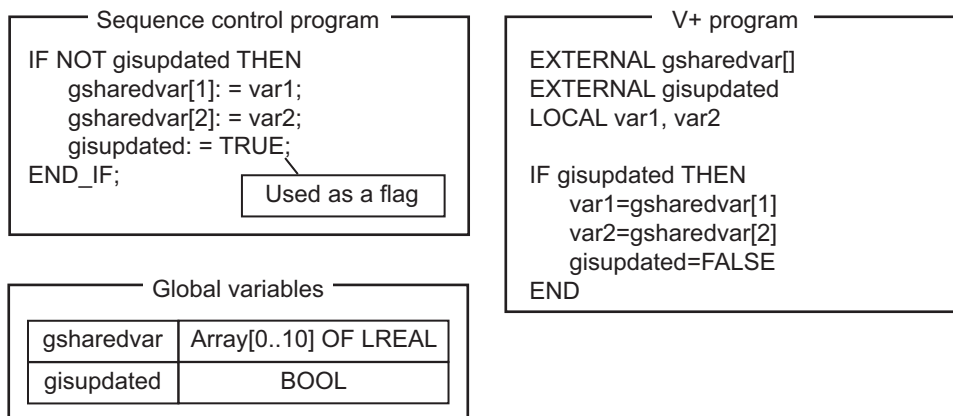 Sequence control program
IF NOT gisupdated THEN
gsharedvar[1]: = var1;
gsharedvar[2]: = var2;
gisupdated: = TRUE;
END_IF;
Used as a flag
Global variables
gsharedvar Array[0..10] OF LREAL
gisupdated BOOL
V+ program
EXTERNAL gsharedvar[]
EXTERNAL gisupdated
LOCAL var1, var2
IF gisupdated THEN
var1=gsharedvar[1]
var2=gsharedvar[2]
gisupdated=FALSE
END